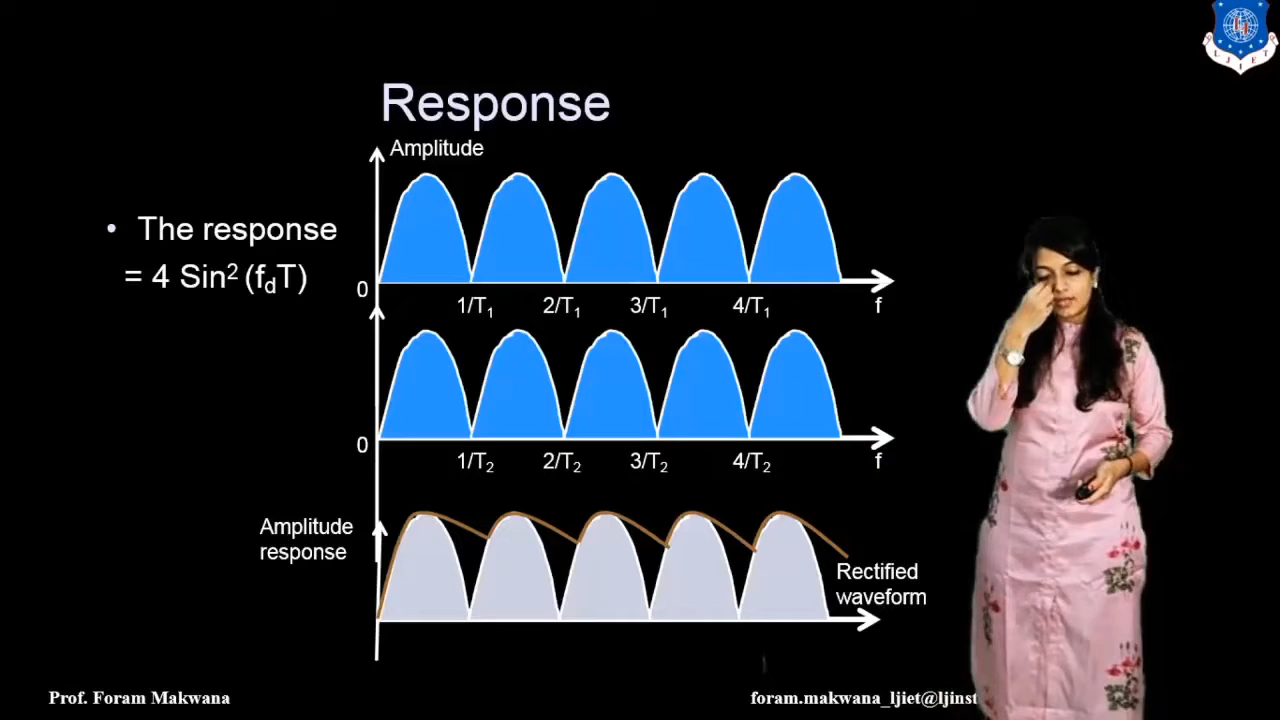 Response
Amplitude
• The response
= 4 Sin² (f_dT)
0
1/T₁ 2/T₁ 3/T₁ 4/T₁ f
0
1/T₂ 2/T₂ 3/T₂ 4/T₂ f
Amplitude
response
Rectified
waveform
Prof. Foram Makwana
foram.makwana_ljiet@ljinst
L J I E T